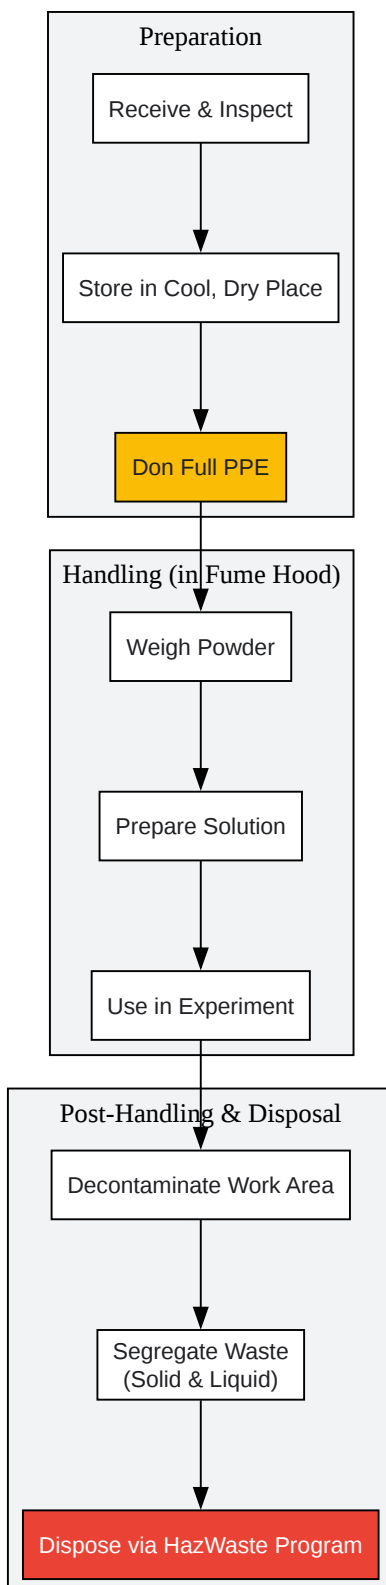 Preparation
Receive & Inspect
Store in Cool, Dry Place
Don Full PPE
Handling (in Fume Hood)
Weigh Powder
Prepare Solution
Use in Experiment
Post-Handling & Disposal
Decontaminate Work Area
Segregate Waste
(Solid & Liquid)
Dispose via HazWaste Program